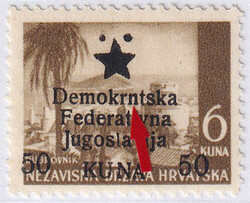 Demokrntska
Federativna
Jugoslavija
6
KUNA
50 KUNA 50
NEZAVISNA DRŽAVA HRVATSKA